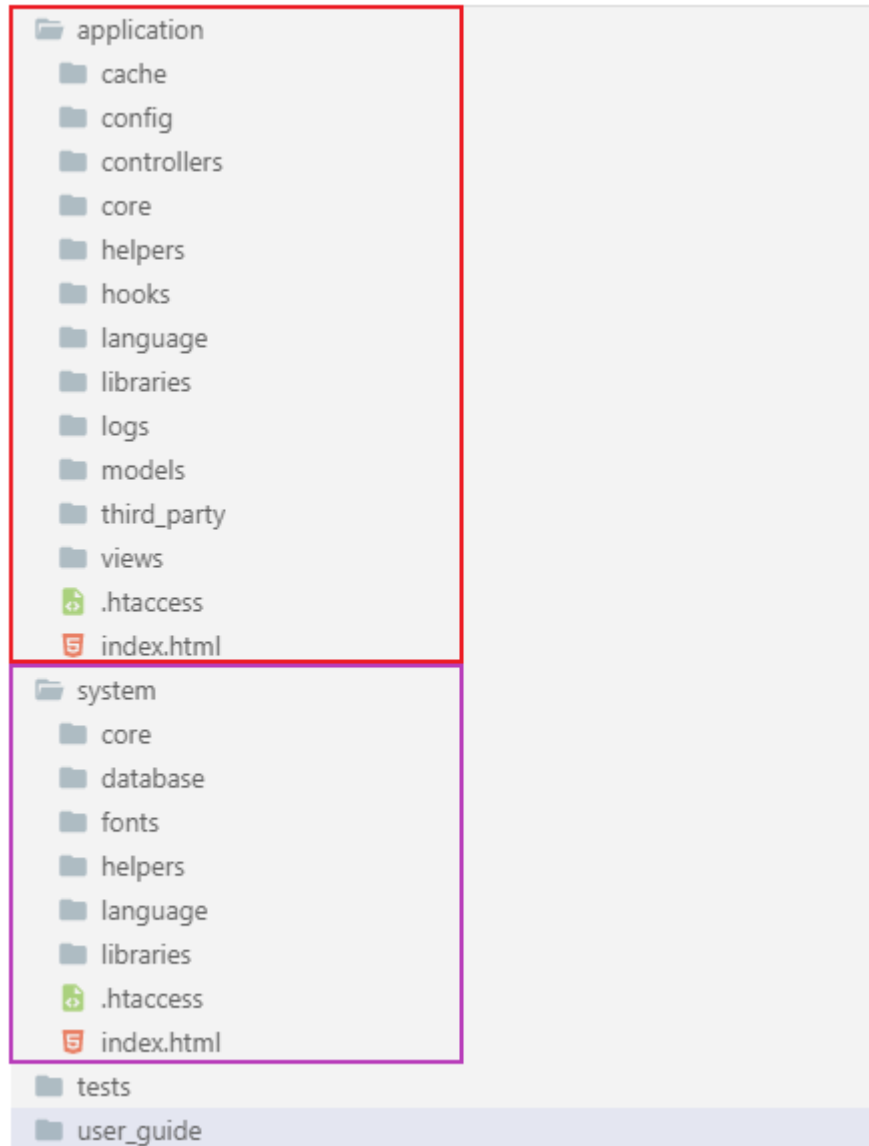 application
cache
config
controllers
core
helpers
hooks
language
libraries
logs
models
third_party
views
.htaccess
index.html
system
core
database
fonts
helpers
language
libraries
.htaccess
index.html
tests
user_guide